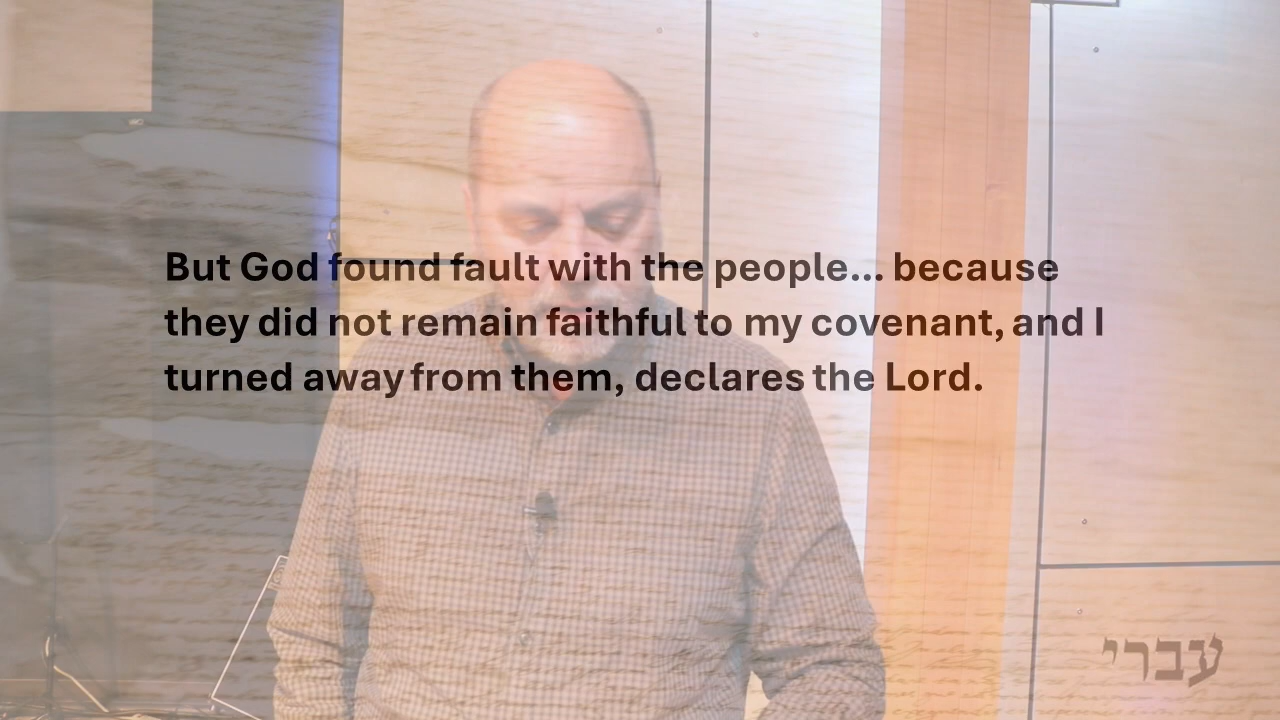 But God found fault with the people... because
they did not remain faithful to my covenant, and I
turned away from them, declares the Lord.
עברי